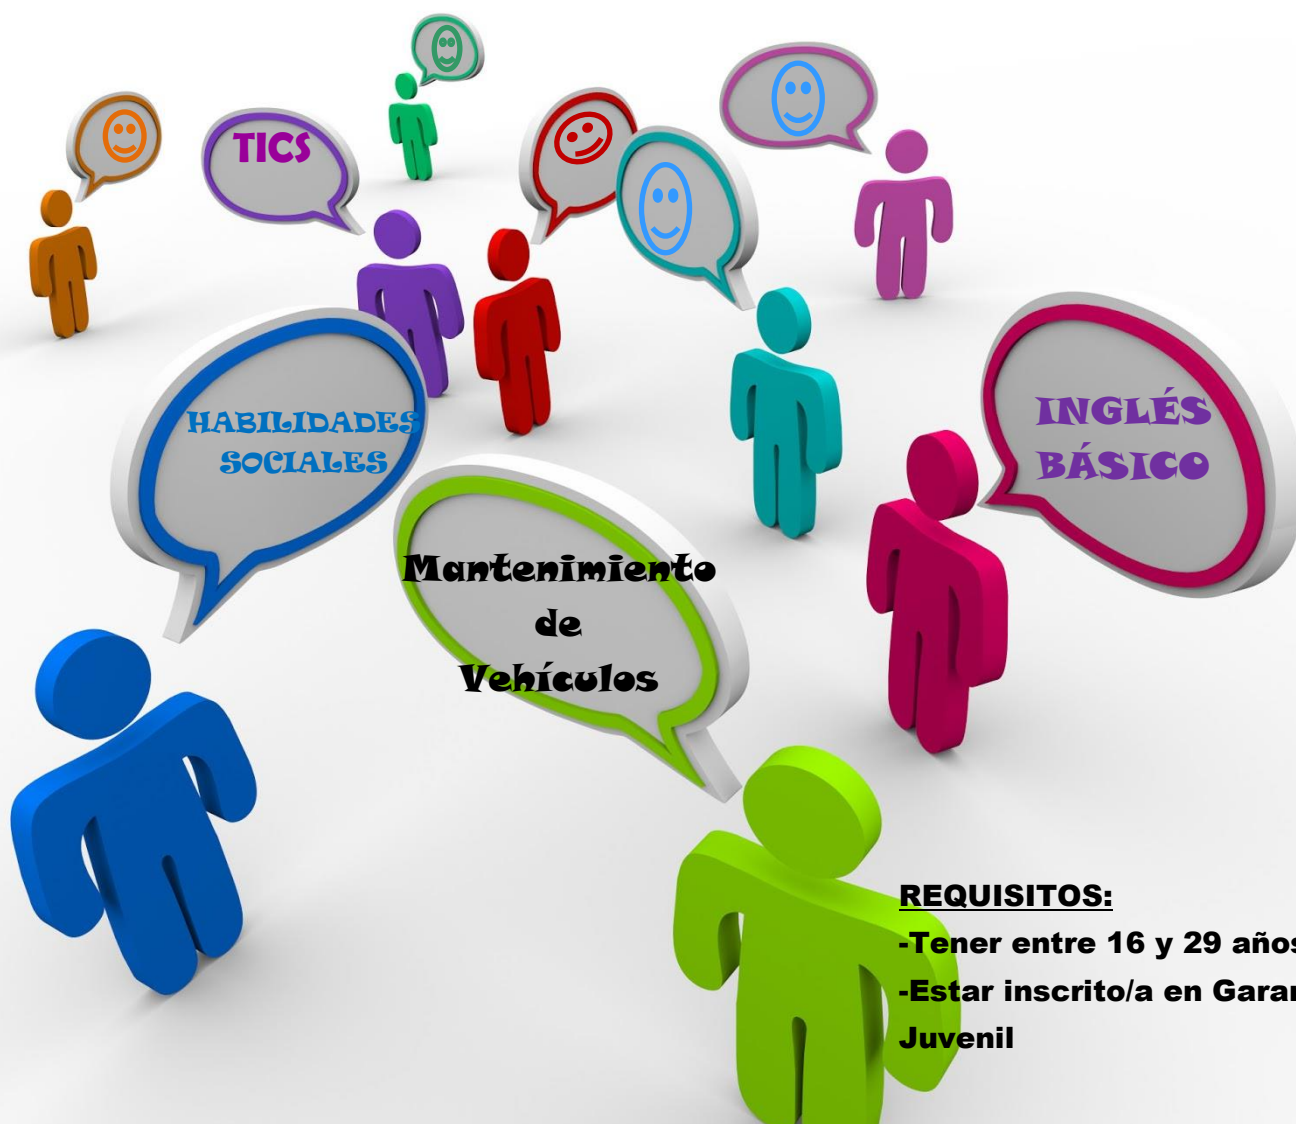 TICS
HABILIDADES
SOCIALES
INGLÉS
BÁSICO
Mantenimiento
de
Vehículos
REQUISITOS:
-Tener entre 16 y 29 años
-Estar inscrito/a en
Juvenil